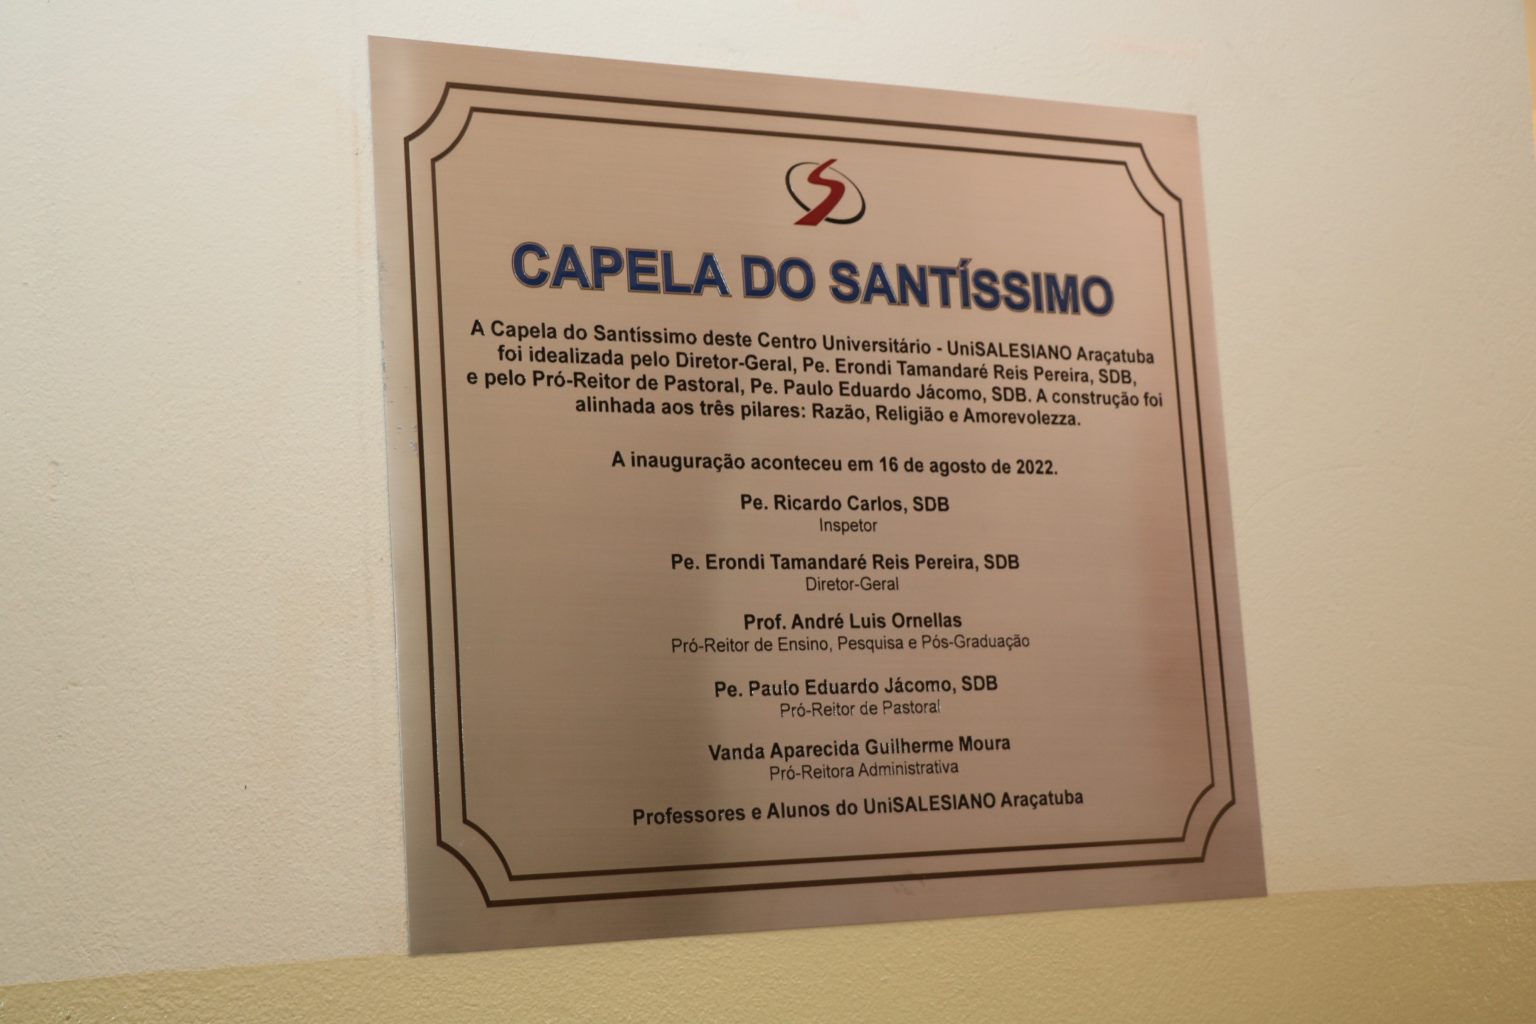 CAPELA DO SANTÍSSIMO
A Capela do Santíssimo deste Centro Universitário - UniSALESIANO Araçatuba
foi idealizada pelo Diretor-Geral, Pe. Erondi Tamandaré Reis Pereira, SDB,
e pelo Pró-Reitor de Pastoral, Pe. Paulo Eduardo Jácomo, SDB. A construção foi
alinhada aos três pilares: Razão, Religião e Amorevolezza.
A inauguração aconteceu em 16 de agosto de 2022.
Pe. Ricardo Carlos, SDB
Inspetor
Pe. Erondi Tamandaré Reis Pereira, SDB
Diretor-Geral
Prof. André Luis Ornellas
Pró-Reitor de Ensino, Pesquisa e Pós-Graduação
Pe. Paulo Eduardo Jácomo, SDB
Pró-Reitor de Pastoral
Vanda Aparecida Guilherme Moura
Pró-Reitora Administrativa
Professores e Alunos do UniSALESIANO Araçatuba